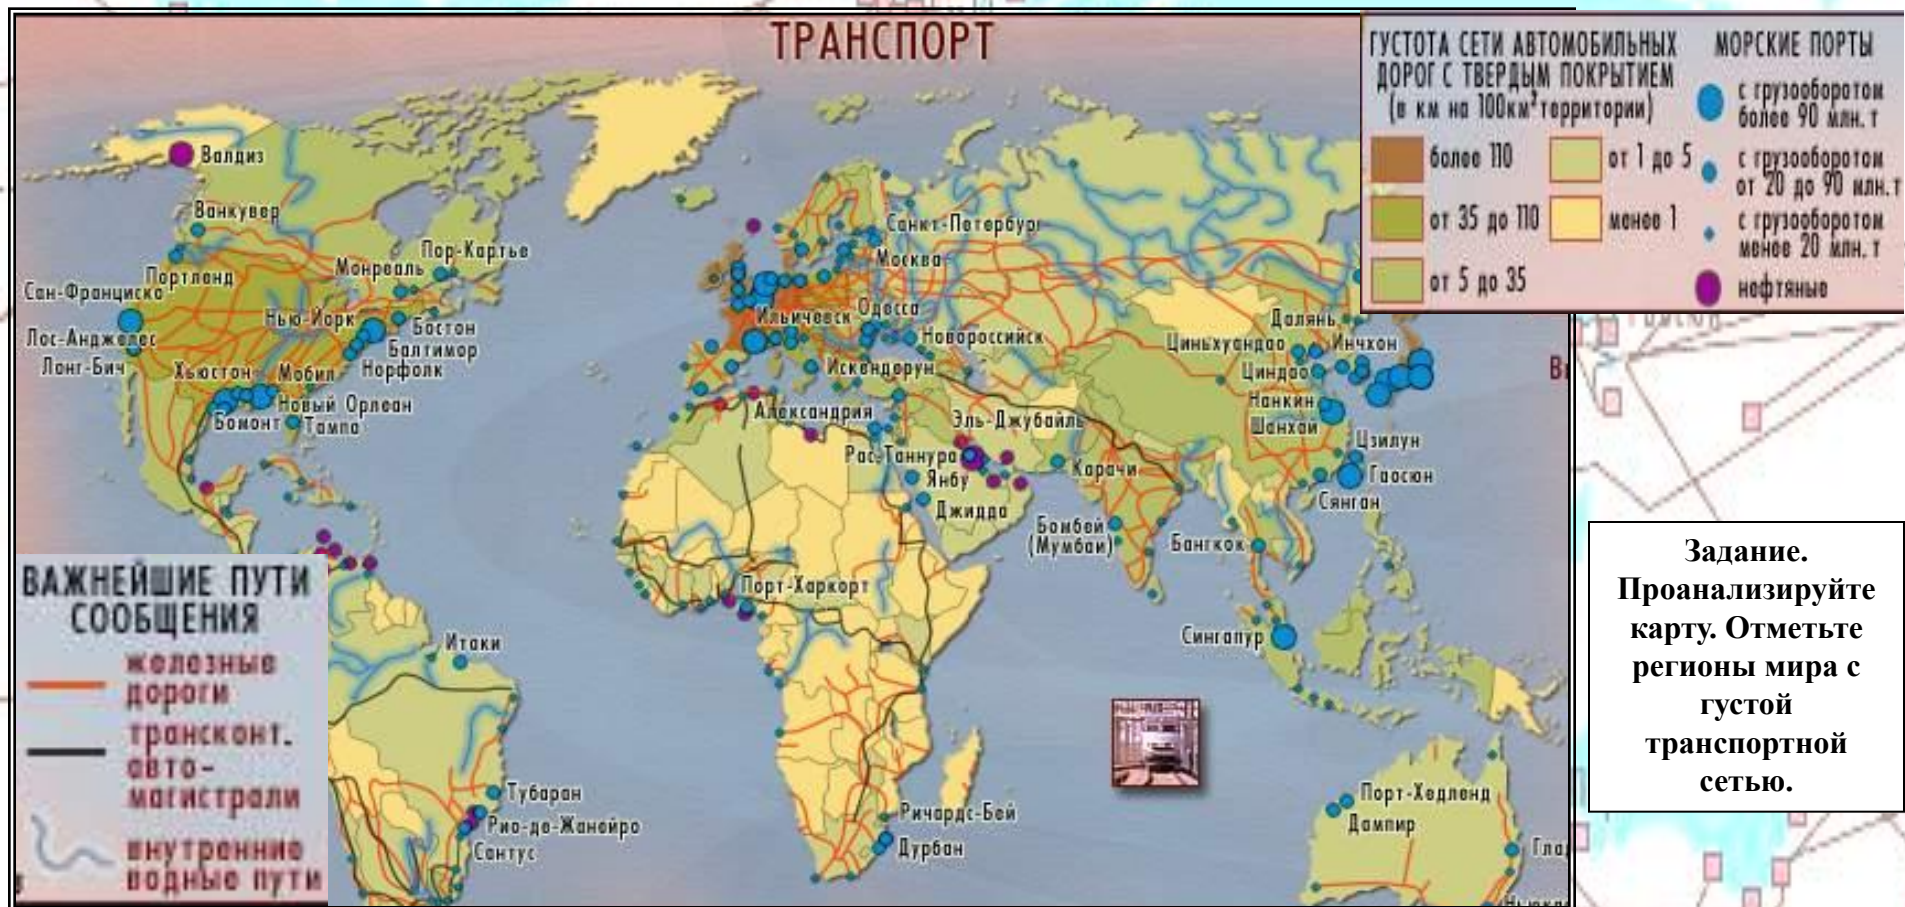 ТРАНСПОРТ
ГУСТОТА СЕТИ АВТОМОБИЛЬНЫХ
ДОРОГ С ТВЕРДЫМ ПОКРЫТИЕМ
(в км на 100км² территории)
более 110
от 35 до 110
от 5 до 35
от 1 до 5
менее 1
МОРСКИЕ ПОРТЫ
с грузооборотом
более 90 млн. т
с грузооборотом
от 20 до 90 млн. т
с грузооборотом
менее 20 млн. т
нефтяные
Валдиз
Ванкувер
Портленд
Сан-Франциско
Лос-Анджелес
Лонг-Бич
Пор-Картье
Монреаль
Нью-Йорк
Бостон
Балтимор
Норфолк
Хьюстон
Мобил
Новый Орлеан
Бомонт
Тампа
Санкт-Петербург
Москва
Одесса
Ильичевск
Новороссийск
Искендерун
Александрия
Эль-Джубайль
Рас-Таннура
Янбу
Джидда
Карачи
Бомбей
(Мумбаи)
Бангкок
Далянь
Циньхуандао
Инчхон
Циндао
Нанкин
Шанхай
Цзилун
Гаосюн
Сянган
Сингапур
Порт-Харкорт
Итаки
Тубаран
Рио-де-Жанейро
Сантус
Ричардс-Бей
Дурбан
Порт-Хедленд
Дампир
Гла
ВАЖНЕЙШИЕ ПУТИ
СООБЩЕНИЯ
железные
дороги
трансконт.
авто-
магистрали
внутренние
водные пути
Задание.
Проанализируйте
карту. Отметьте
регионы мира с
густой
транспортной
сетью.